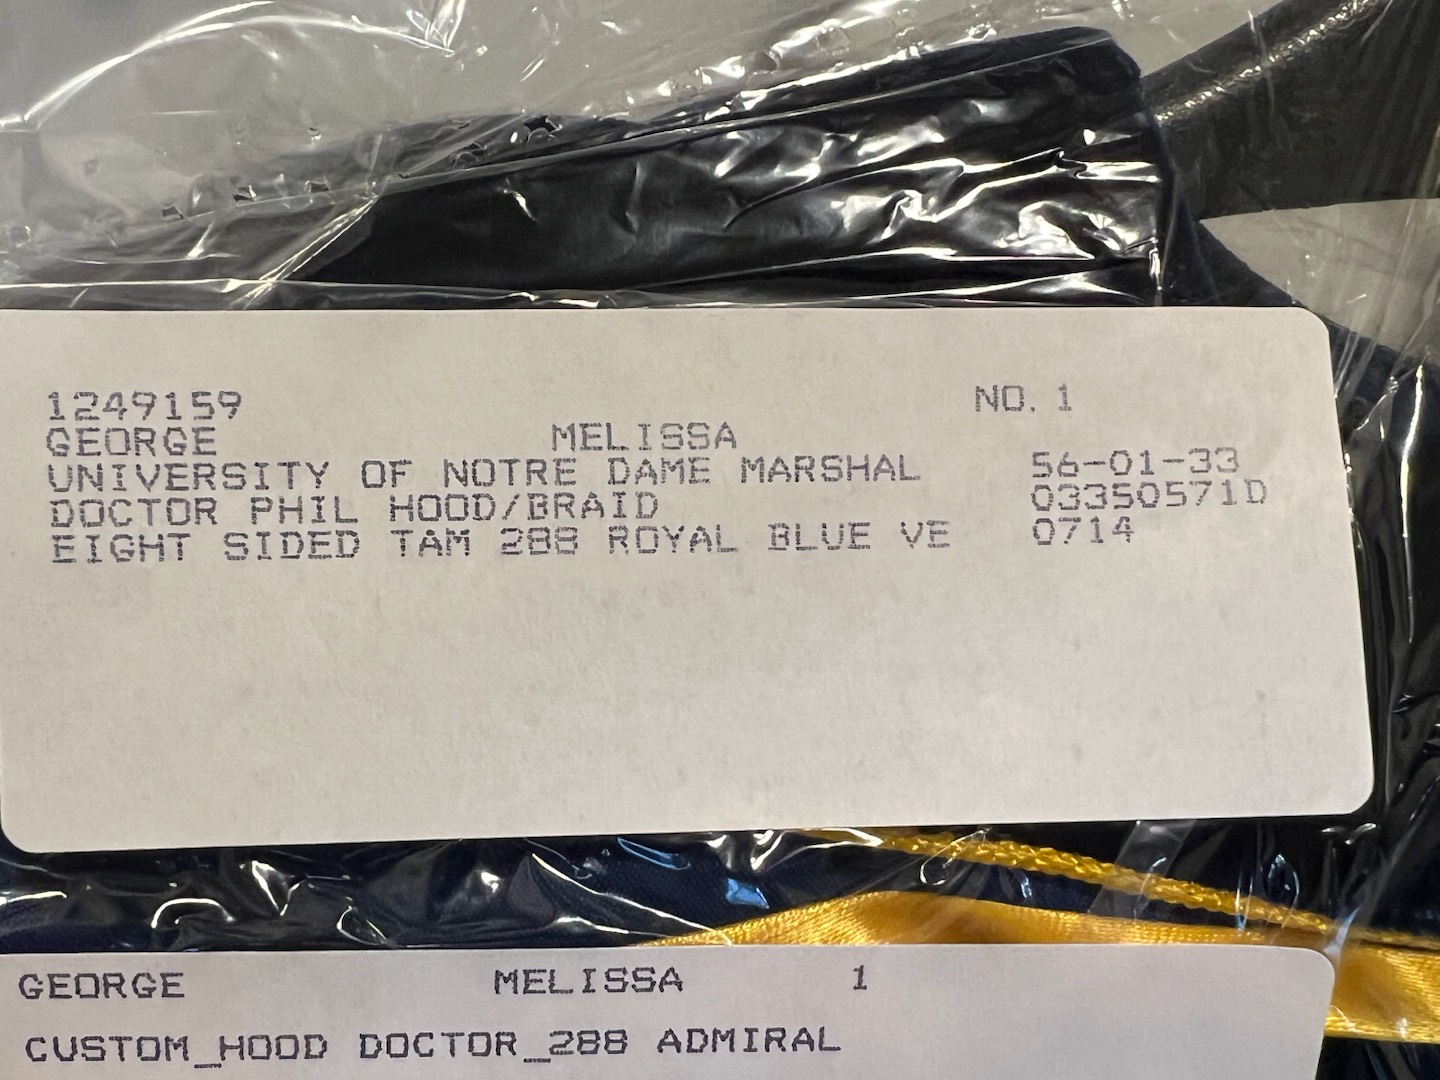 1249159 NO. 1
GEORGE MELISSA
UNIVERSITY OF NOTRE DAME MARSHAL 56-01-33
DOCTOR PHIL HOOD/BRAID 03350571D
EIGHT SIDED TAM 288 ROYAL BLUE VE 0714
GEORGE MELISSA 1
CUSTOM_HOOD DOCTOR_288 ADMIRAL